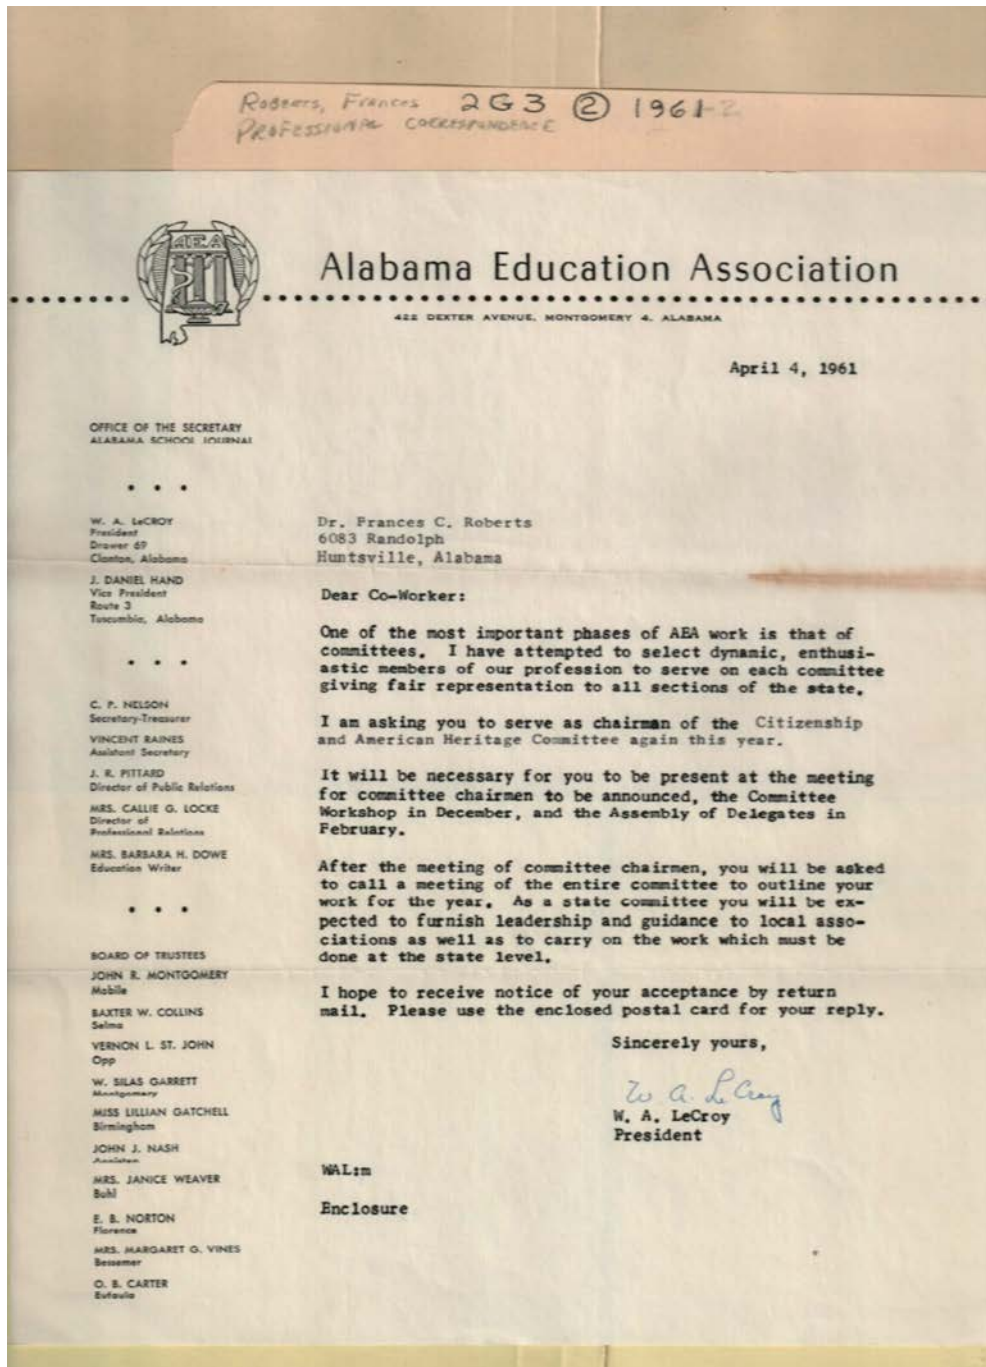 Roberts, Frances 2G3 ② 1961-2
PROFESSIONAL CORRESPONDENCE
AEA
Alabama Education Association
422 DEXTER AVENUE, MONTGOMERY 4, ALABAMA
April 4, 1961
OFFICE OF THE SECRETARY
ALABAMA SCHOOL JOURNAL
W. A. LeCROY
President
Drawer 69
Clanton, Alabama
J. DANIEL HAND
Vice President
Route 3
Tuscumbia, Alabama
C. P. NELSON
Secretary-Treasurer
VINCENT RAINES
Assistant Secretary
J. R. PITTARD
Director of Public Relations
MRS. CALLIE G. LOCKE
Director of
Professional Relations
MRS. BARBARA H. DOWE
Education Writer
BOARD OF TRUSTEES
JOHN R. MONTGOMERY
Mobile
BAXTER W. COLLINS
Selma
VERNON L. ST. JOHN
Opp
W. SILAS GARRETT
Montgomery
MISS LILLIAN GATCHELL
Birmingham
JOHN J. NASH
Anniston
MRS. JANICE WEAVER
Buhl
E. B. NORTON
Florence
MRS. MARGARET G. VINES
Bessemer
O. B. CARTER
Eufaula
Dr. Frances C. Roberts
6083 Randolph
Huntsville, Alabama
Dear Co-Worker:
One of the most important phases of AEA work is that of
committees. I have attempted to select dynamic, enthusi-
astic members of our profession to serve on each committee
giving fair representation to all sections of the state.
I am asking you to serve as chairman of the Citizenship
and American Heritage Committee again this year.
It will be necessary for you to be present at the meeting
for committee chairmen to be announced, the Committee
Workshop in December, and the Assembly of Delegates in
February.
After the meeting of committee chairmen, you will be asked
to call a meeting of the entire committee to outline your
work for the year. As a state committee you will be ex-
pected to furnish leadership and guidance to local asso-
ciations as well as to carry on the work which must be
done at the state level.
I hope to receive notice of your acceptance by return
mail. Please use the enclosed postal card for your reply.
Sincerely yours,
W. A. LeCroy
W. A. LeCroy
President
WAL:m
Enclosure